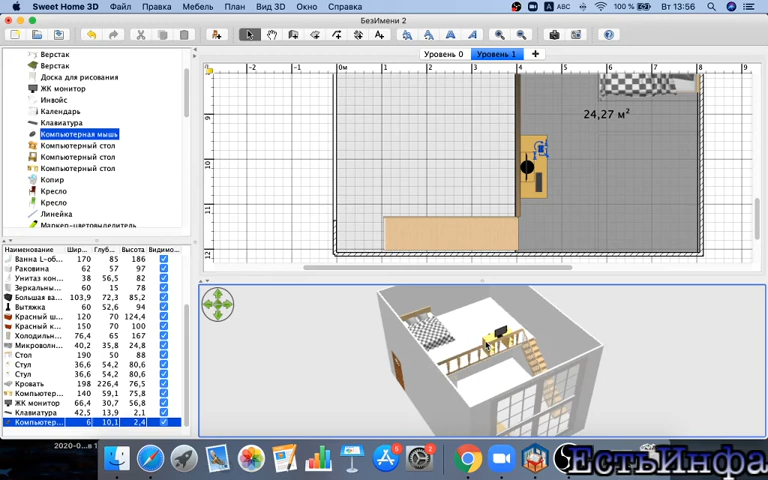 Sweet Home 3D Файл Правка Мебель План Вид 3D Окно Справка ABC 100 % Вт 13:56
БезИмени 2
Уровень 0 Уровень 1
Верстак
Верстак
Доска для рисования
ЖК монитор
Инвойс
Календарь
Клавиатура
Компьютерная мышь
Компьютерный стол
Компьютерный стол
Компьютерный стол
Копир
Кресло
Кресло
Линейка
Маркер-цветовыделитель
-2 -1 0м 1 2 3 4 5 6 7 8 9
9
10
11
12
24,27 м²
Наименование Шир... Глу... Высота Видимо...
Ванна L-об... 170 85 186
Раковина 62 57 97
Унитаз кон... 38 56,5 82
Зеркальны... 60 15 78
Большая ва... 103,9 72,3 85,2
Вытяжка 60 52,6 94
Красный ш... 120 70 124,4
Красный к... 150 70 100
Холодильн... 76,4 65 167
Микроволн... 40,2 35,8 24,8
Стол 190 50 88
Стул 36,6 54,2 80,6
Стул 36,6 54,2 80,6
Кровать 198 226,4 76,5
Компьютер... 140 59,1 75,8
ЖК монитор 66,4 30,7 56,8
Клавиатура 42,5 13,9 2,1
Компьютер... 6 10,1 2,4
ЕстьИнфа